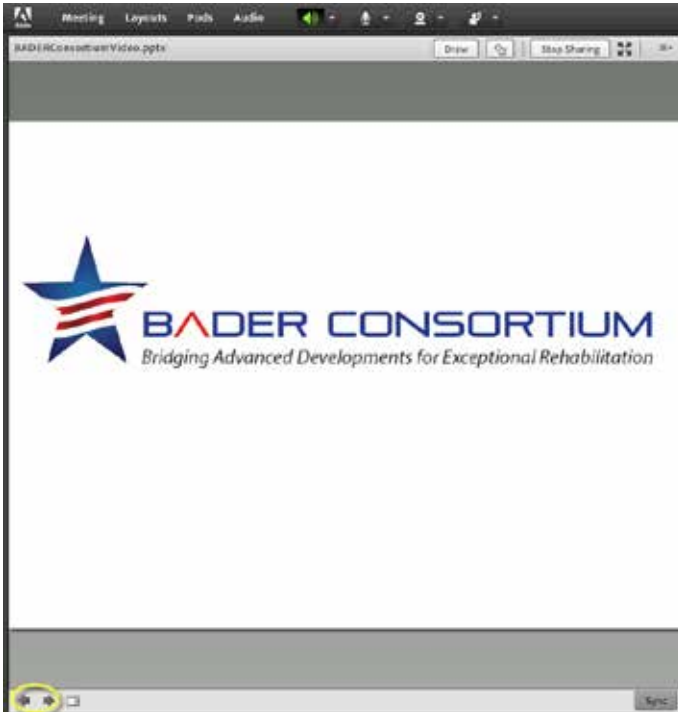 Meeting Layouts Pods Audio
BADERConsortiumVideo.pptx Draw Stop Sharing
BADER CONSORTIUM
Bridging Advanced Developments for Exceptional Rehabilitation
Sync